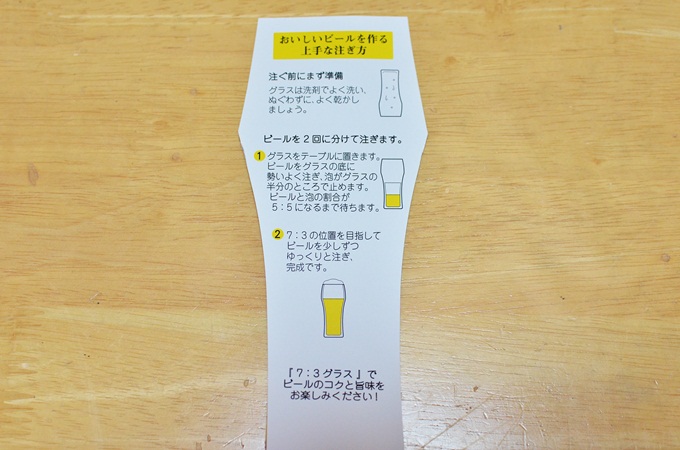 おいしいビールを作る
上手な注ぎ方
注ぐ前にまず準備
グラスは洗剤でよく洗い、
ぬぐわずに、よく乾かし
ましょう。
ビールを2回に分けて注ぎます。
1 グラスをテーブルに置きます。
ビールをグラスの底に
勢いよく注ぎ、泡がグラスの
半分のところで止めます。
ビールと泡の割合が
5:5になるまで待ちます。
2 7:3の位置を目指して
ビールを少しずつ
ゆっくりと注ぎ、
完成です。
『7:3グラス』で
ビールのコクと旨味を
お楽しみください!